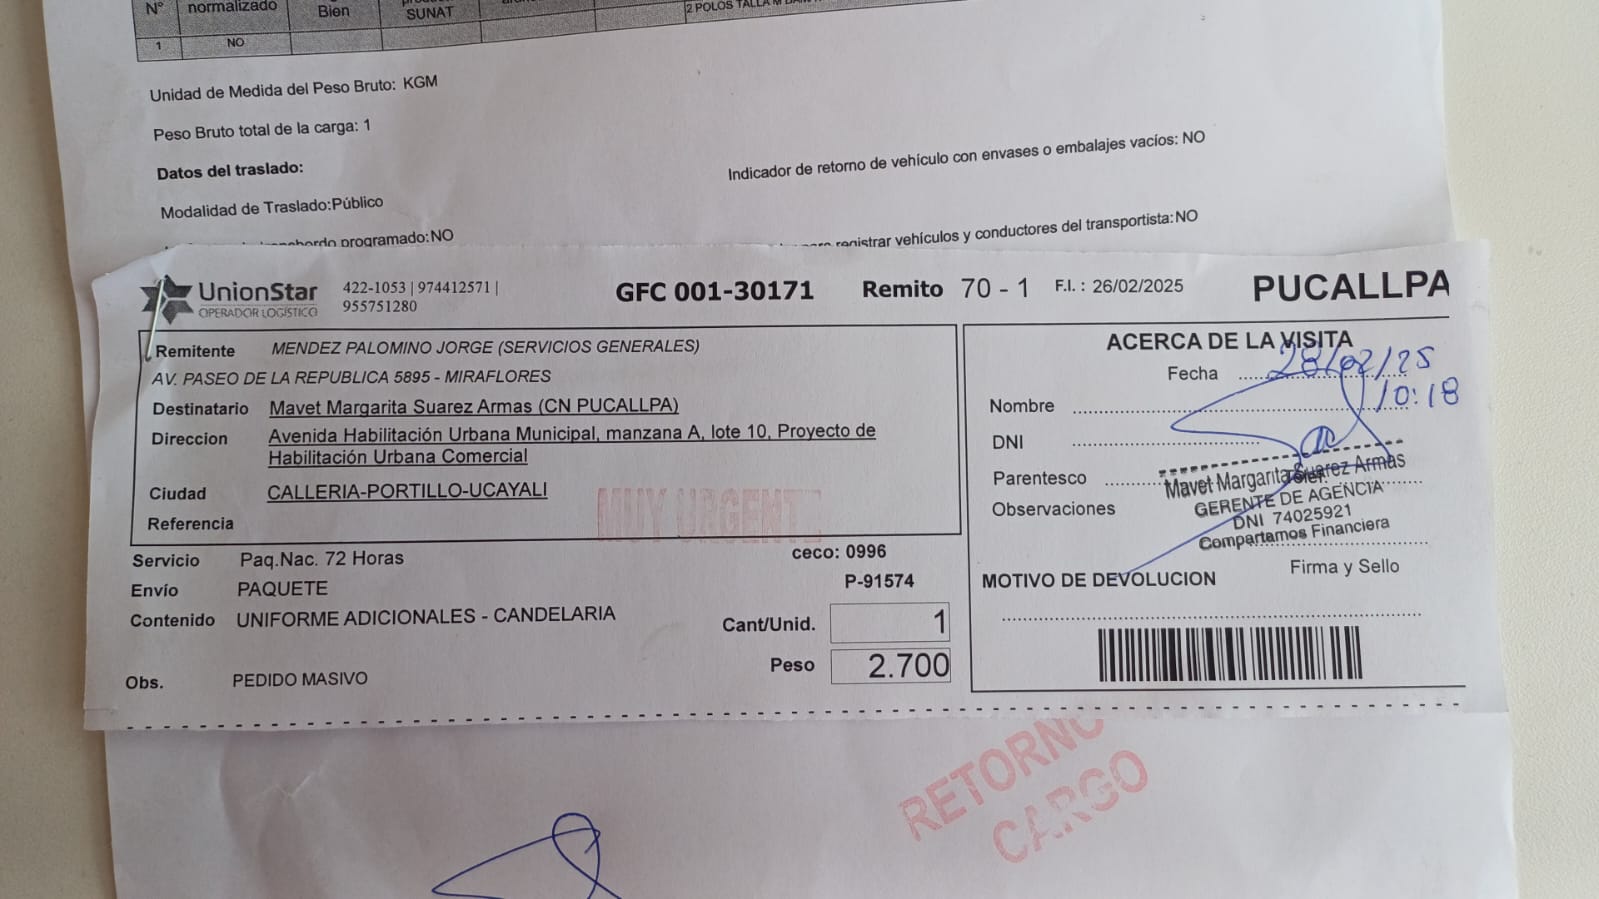 N° normalizado Bien SUNAT 2 POLOS TALLA M
1 NO
Unidad de Medida del Peso Bruto: KGM
Peso Bruto total de la carga: 1
Datos del traslado:
Indicador de retorno de vehículo con envases o embalajes vacíos: NO
Modalidad de Traslado:Público
programado:NO
registrar vehículos y conductores del transportista:NO
UnionStar
OPERADOR LOGÍSTICO
422-1053 | 974412571 |
955751280
GFC 001-30171
Remito 70 - 1
F.I. : 26/02/2025
PUCALLPA
Remitente MENDEZ PALOMINO JORGE (SERVICIOS GENERALES)
AV. PASEO DE LA REPUBLICA 5895 - MIRAFLORES
Destinatario Mavet Margarita Suarez Armas (CN PUCALLPA)
Direccion Avenida Habilitación Urbana Municipal, manzana A, lote 10, Proyecto de
Habilitación Urbana Comercial
Ciudad CALLERIA-PORTILLO-UCAYALI
Referencia
MUY URGENTE
Servicio Paq.Nac. 72 Horas
ceco: 0996
Envío PAQUETE
P-91574
Contenido UNIFORME ADICIONALES - CANDELARIA
Cant/Unid. 1
Peso 2.700
Obs. PEDIDO MASIVO
ACERCA DE LA VISITA
Fecha 28/02/25
10:18
Nombre
DNI
Parentesco
Observaciones
Mavet Margarita Suarez Armas
GERENTE DE AGENCIA
DNI 74025921
Compartamos Financiera
Firma y Sello
MOTIVO DE DEVOLUCION
RETORNO
CARGO